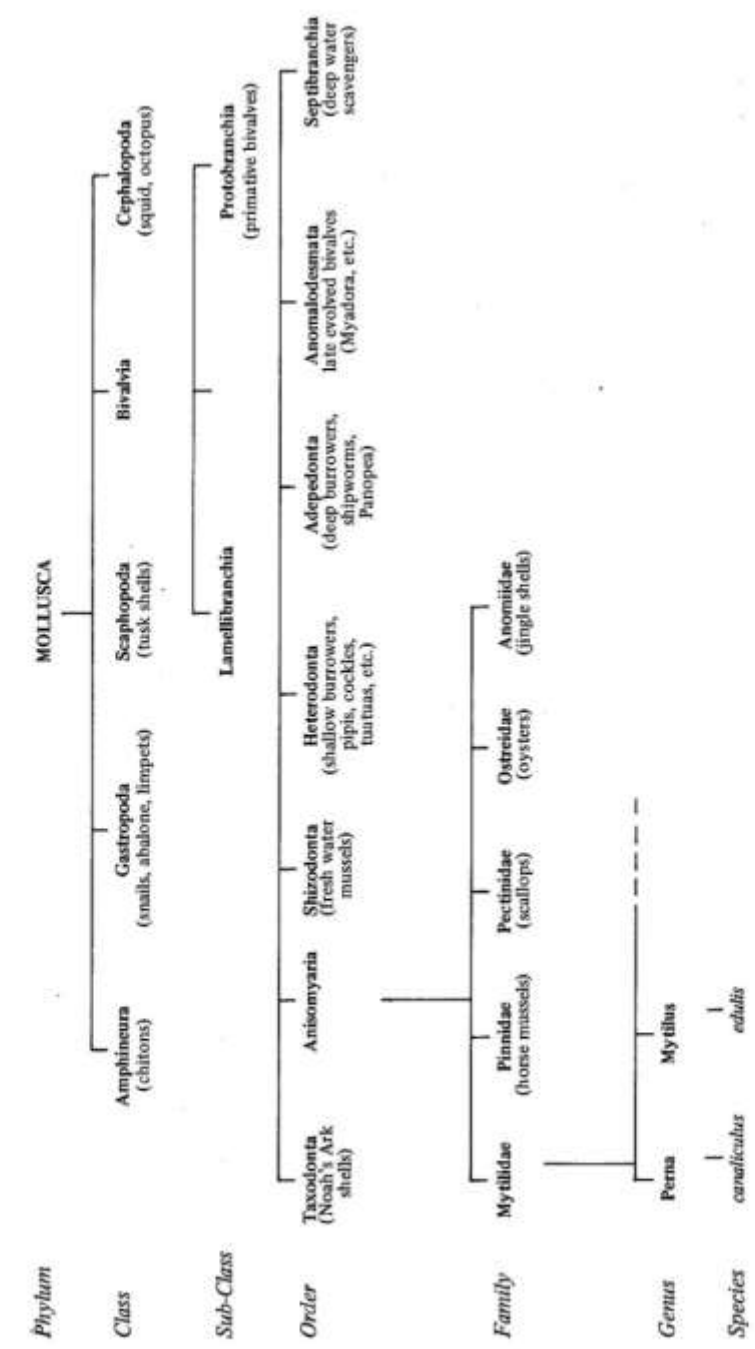 Phylum
MOLLUSCA
Class
Amphineura
(chitons)
Gastropoda
(snails, abalone, limpets)
Scaphopoda
(tusk shells)
Bivalvia
Cephalopoda
(squid, octopus)
Sub-Class
Lamellibranchia
Protobranchia
(primative bivalves)
Order
Taxodonta
(Noah's Ark
shells)
Anisomyaria
Shizodonta
(fresh water
mussels)
Heterodonta
(shallow burrowers,
pipis, cockles,
tuatuas, etc.)
Adepedonta
(deep burrowers,
shipworms,
Panopea)
Anomalodesmata
late evolved bivalves
(Myadora, etc.)
Septibranchia
(deep water
scavengers)
Family
Mytilidae
Pinnidae
(horse mussels)
Pectinidae
(scallops)
Ostreidae
(oysters)
Anomiidae
(jingle shells)
Genus
Perna
Mytilus
Species
canaliculus
edulis